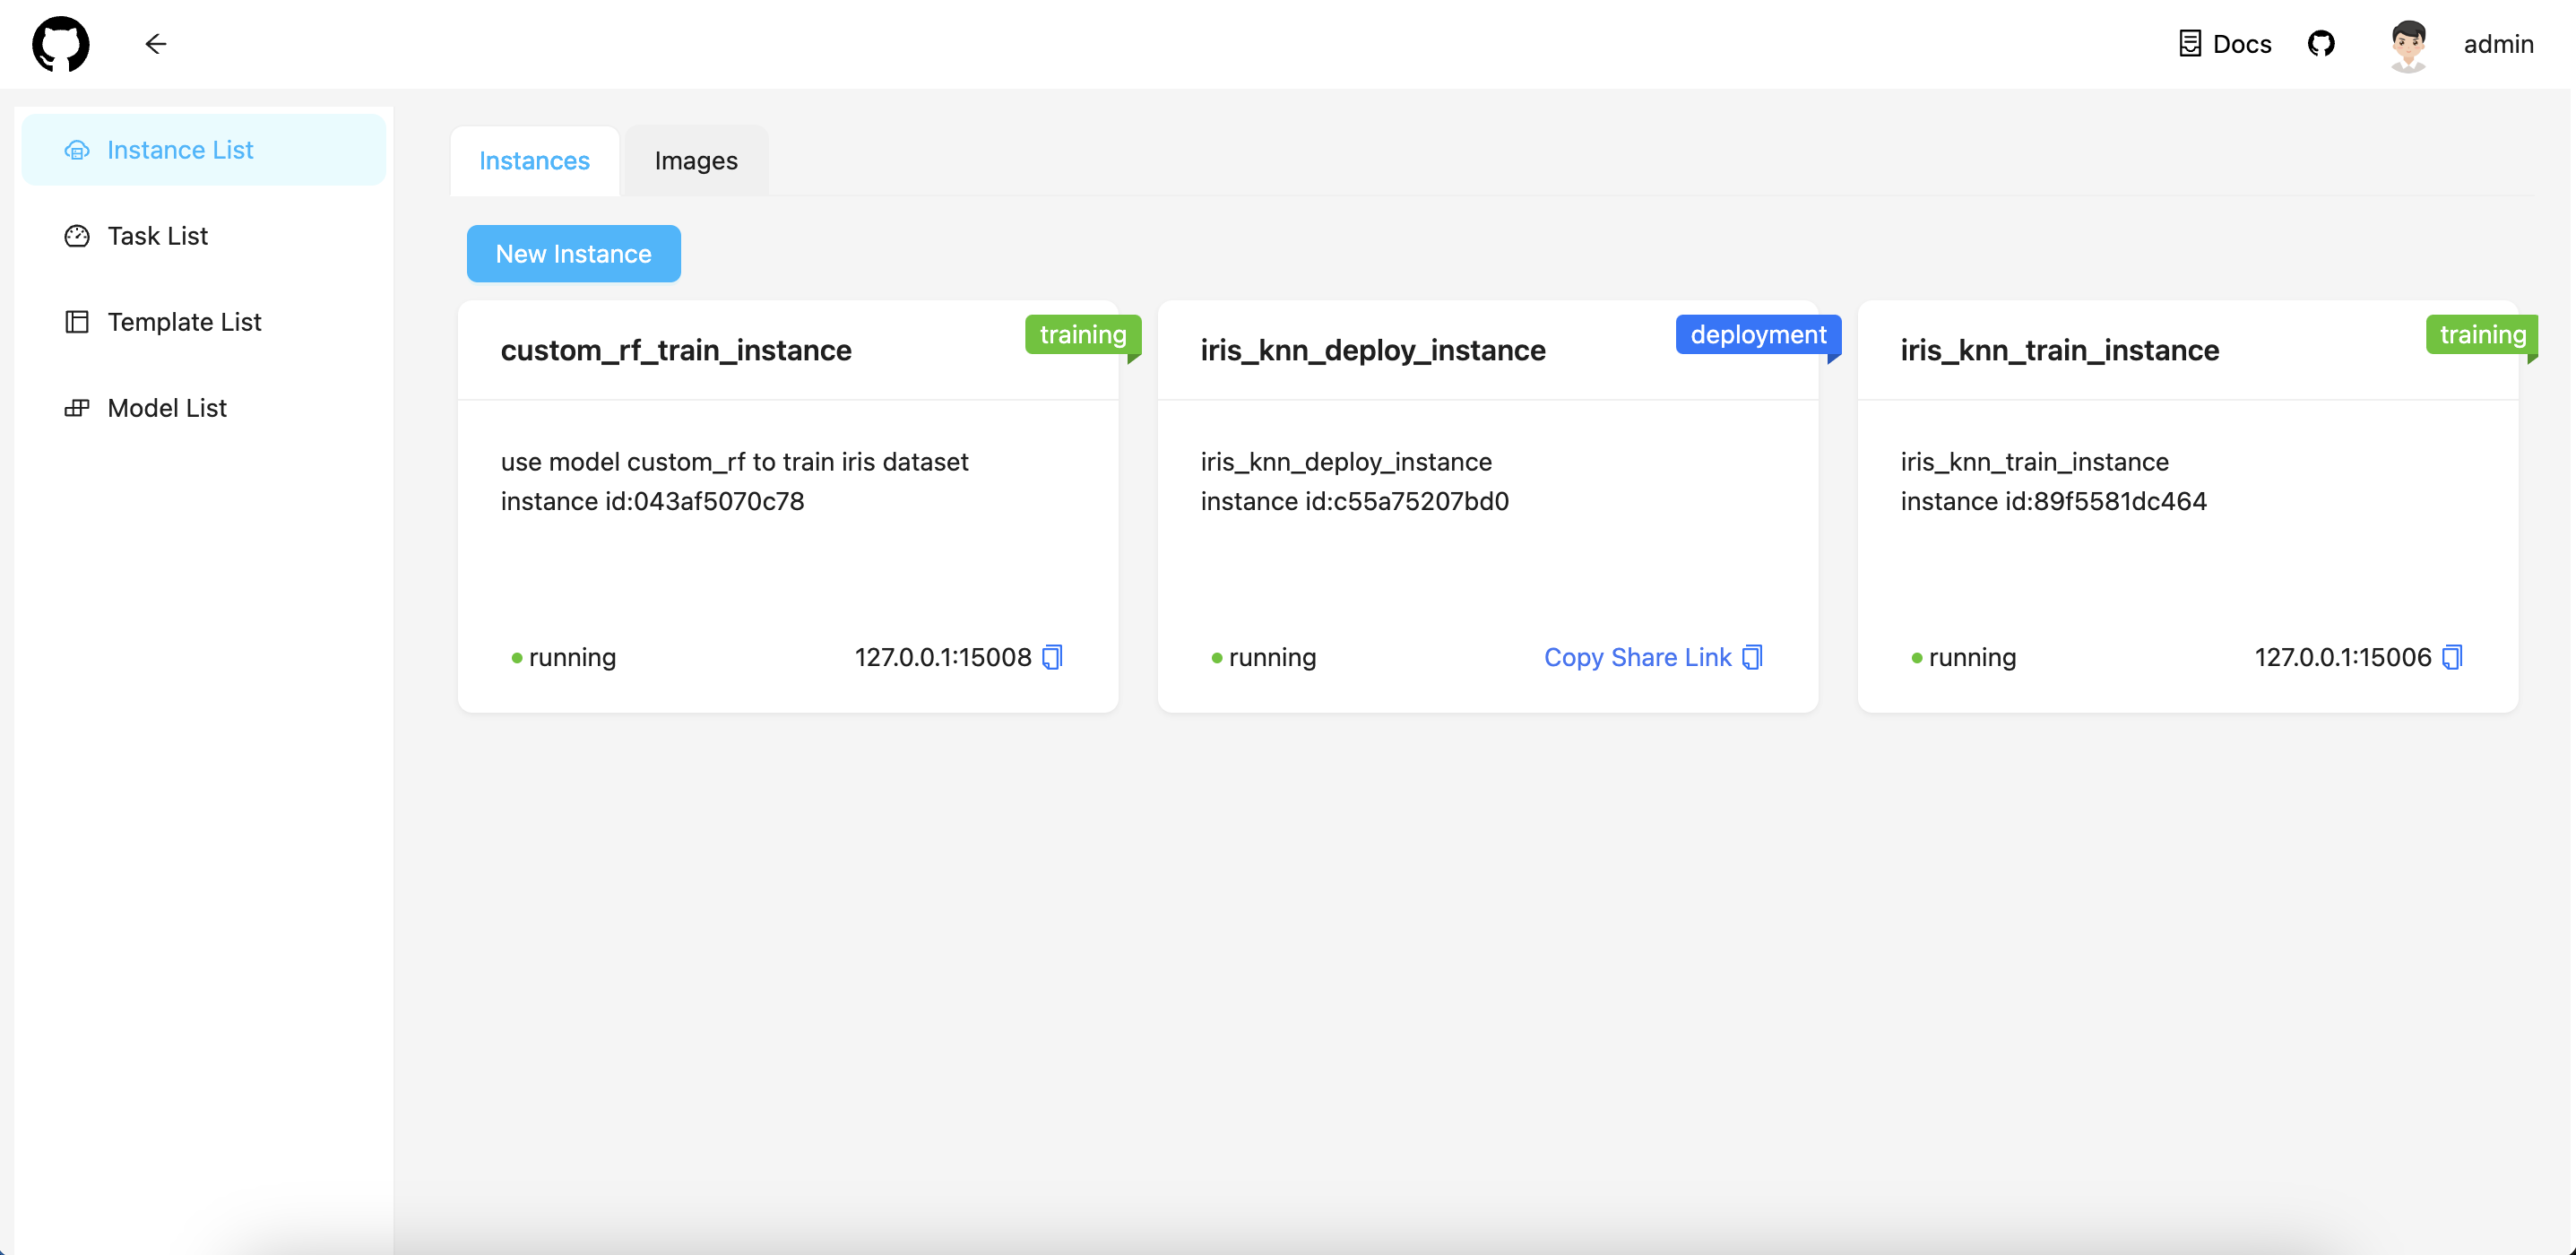 Docs
admin
Instance List
Task List
Template List
Model List
Instances
Images
New Instance
custom_rf_train_instance
training
use model custom_rf to train iris dataset
instance id:043af5070c78
running
127.0.0.1:15008
iris_knn_deploy_instance
deployment
iris_knn_deploy_instance
instance id:c55a75207bd0
running
Copy Share Link
iris_knn_train_instance
training
iris_knn_train_instance
instance id:89f5581dc464
running
127.0.0.1:15006